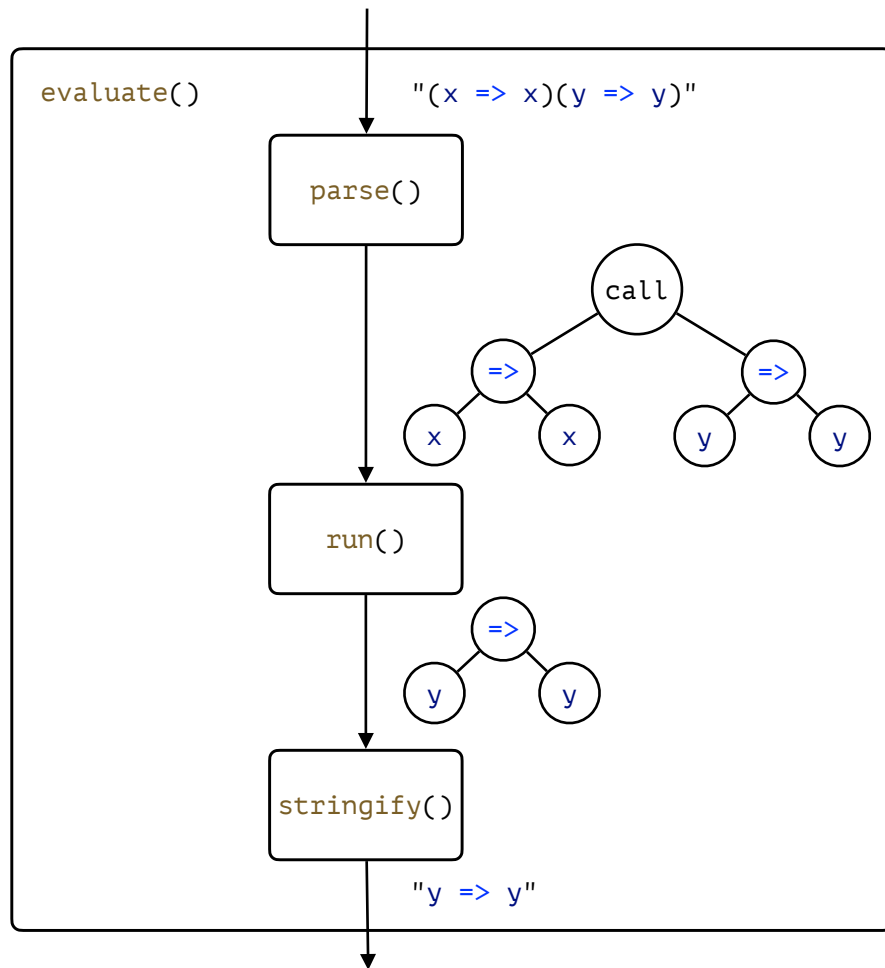 evaluate()
"(x => x)(y => y)"
parse()
call
=> =>
x x y y
run()
=>
y y
stringify()
"y => y"